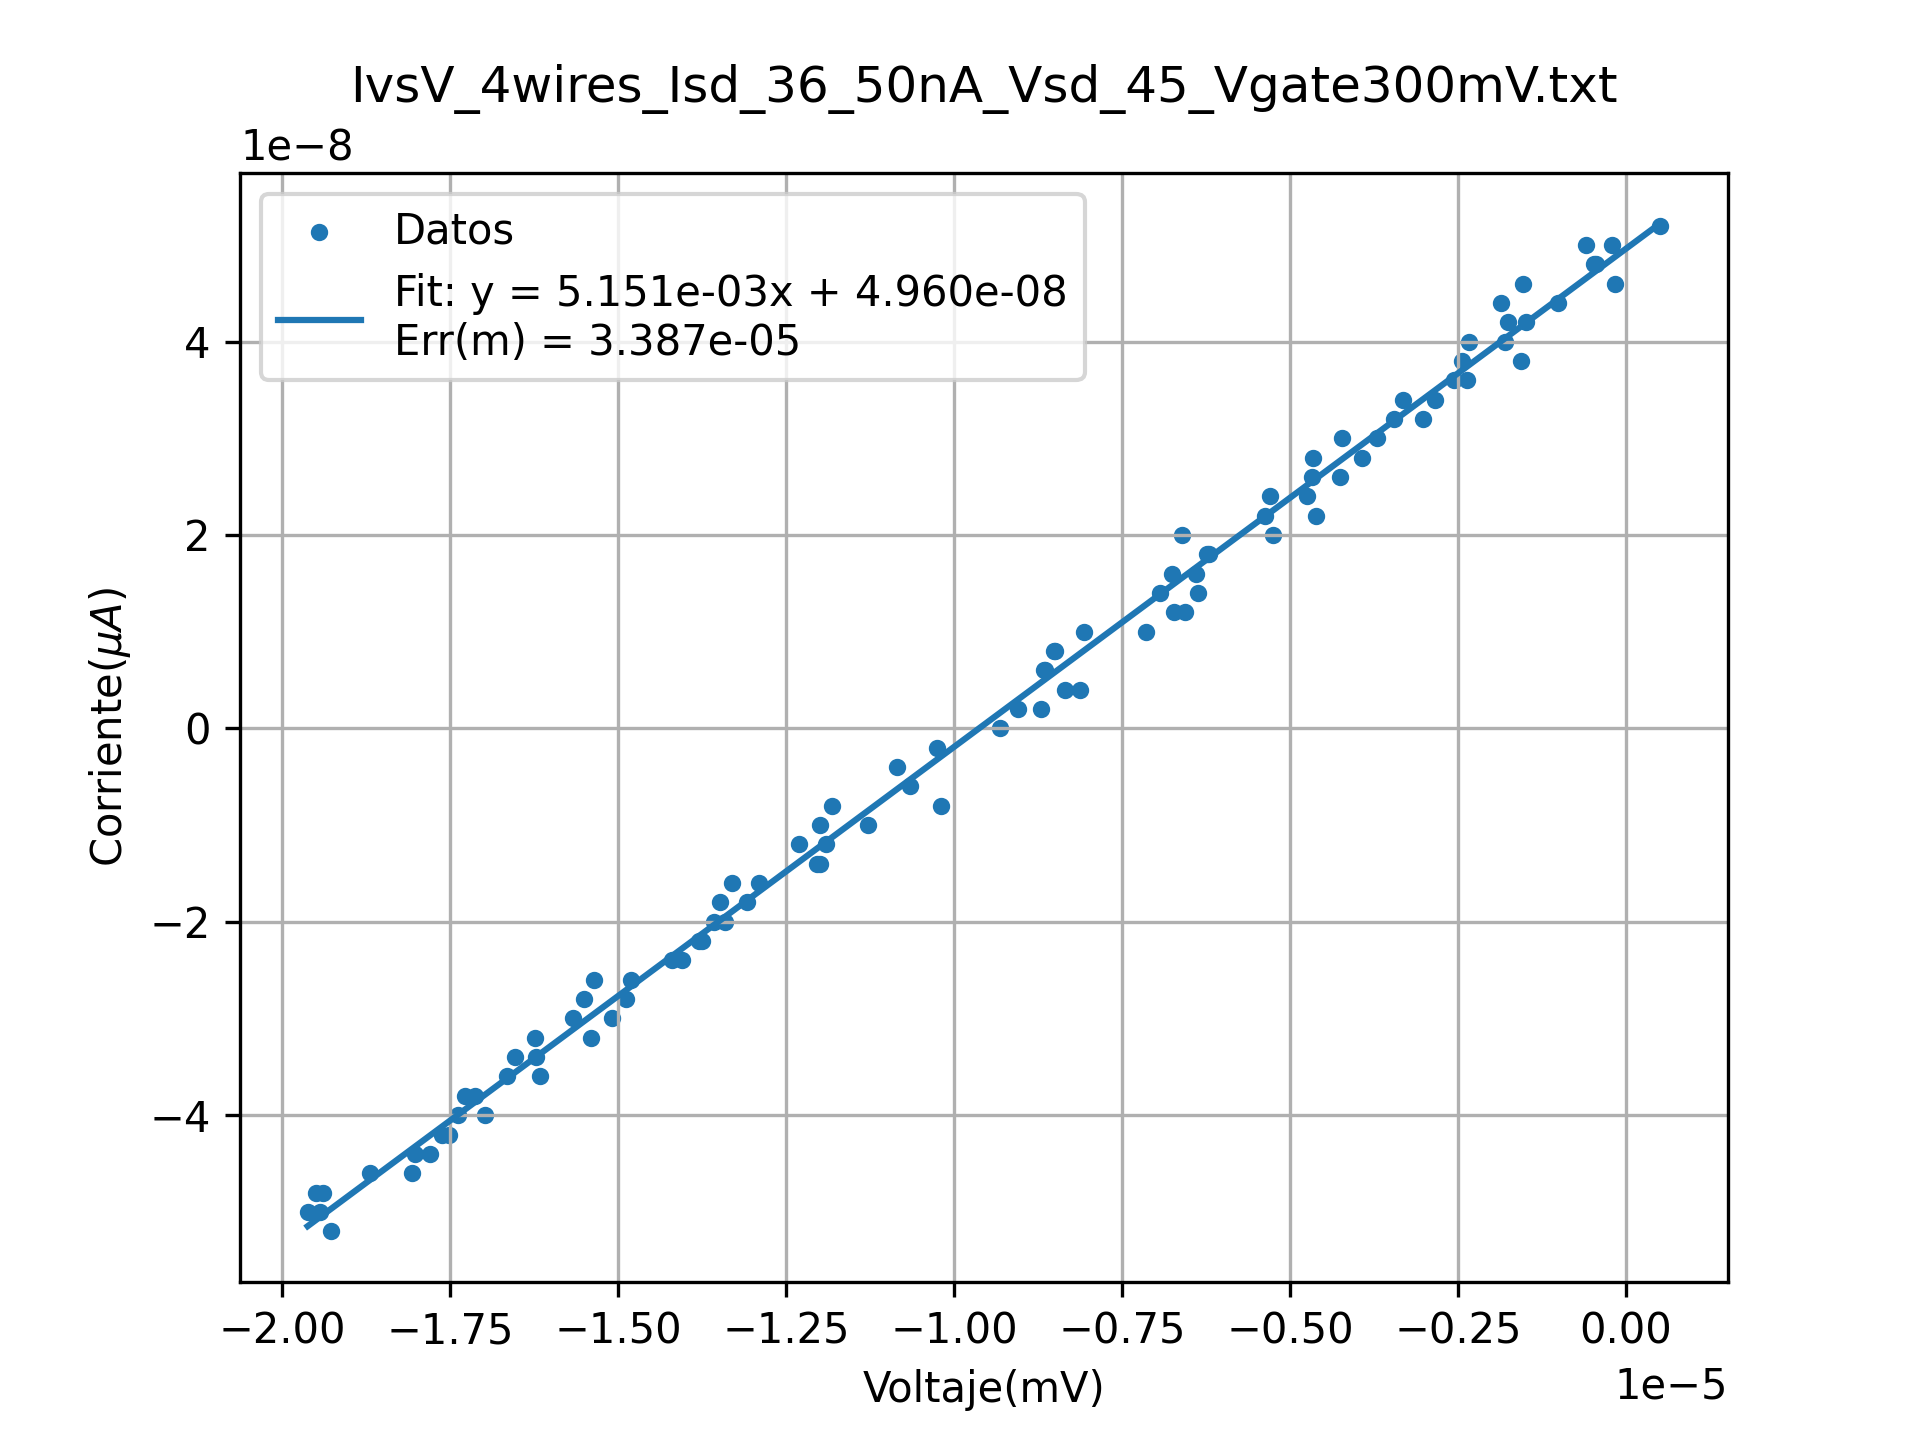 IvsV_4wires_Isd_36_50nA_Vsd_45_Vgate300mV.txt
1e−8
Datos
Fit: y = 5.151e-03x + 4.960e-08
Err(m) = 3.387e-05
4
2
0
−2
−4
Corriente(μA)
−2.00 −1.75 −1.50 −1.25 −1.00 −0.75 −0.50 −0.25 0.00
Voltaje(mV)
1e−5